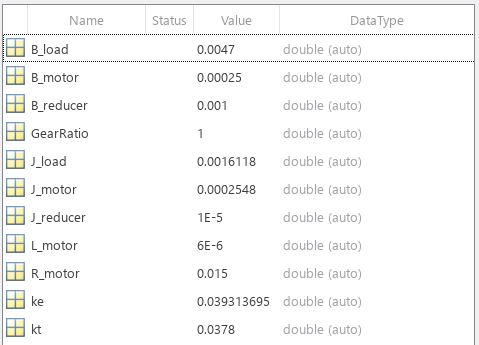 Name Status Value DataType
B_load 0.0047 double (auto)
B_motor 0.00025 double (auto)
B_reducer 0.001 double (auto)
GearRatio 1 double (auto)
J_load 0.0016118 double (auto)
J_motor 0.0002548 double (auto)
J_reducer 1E-5 double (auto)
L_motor 6E-6 double (auto)
R_motor 0.015 double (auto)
ke 0.039313695 double (auto)
kt 0.0378 double (auto)